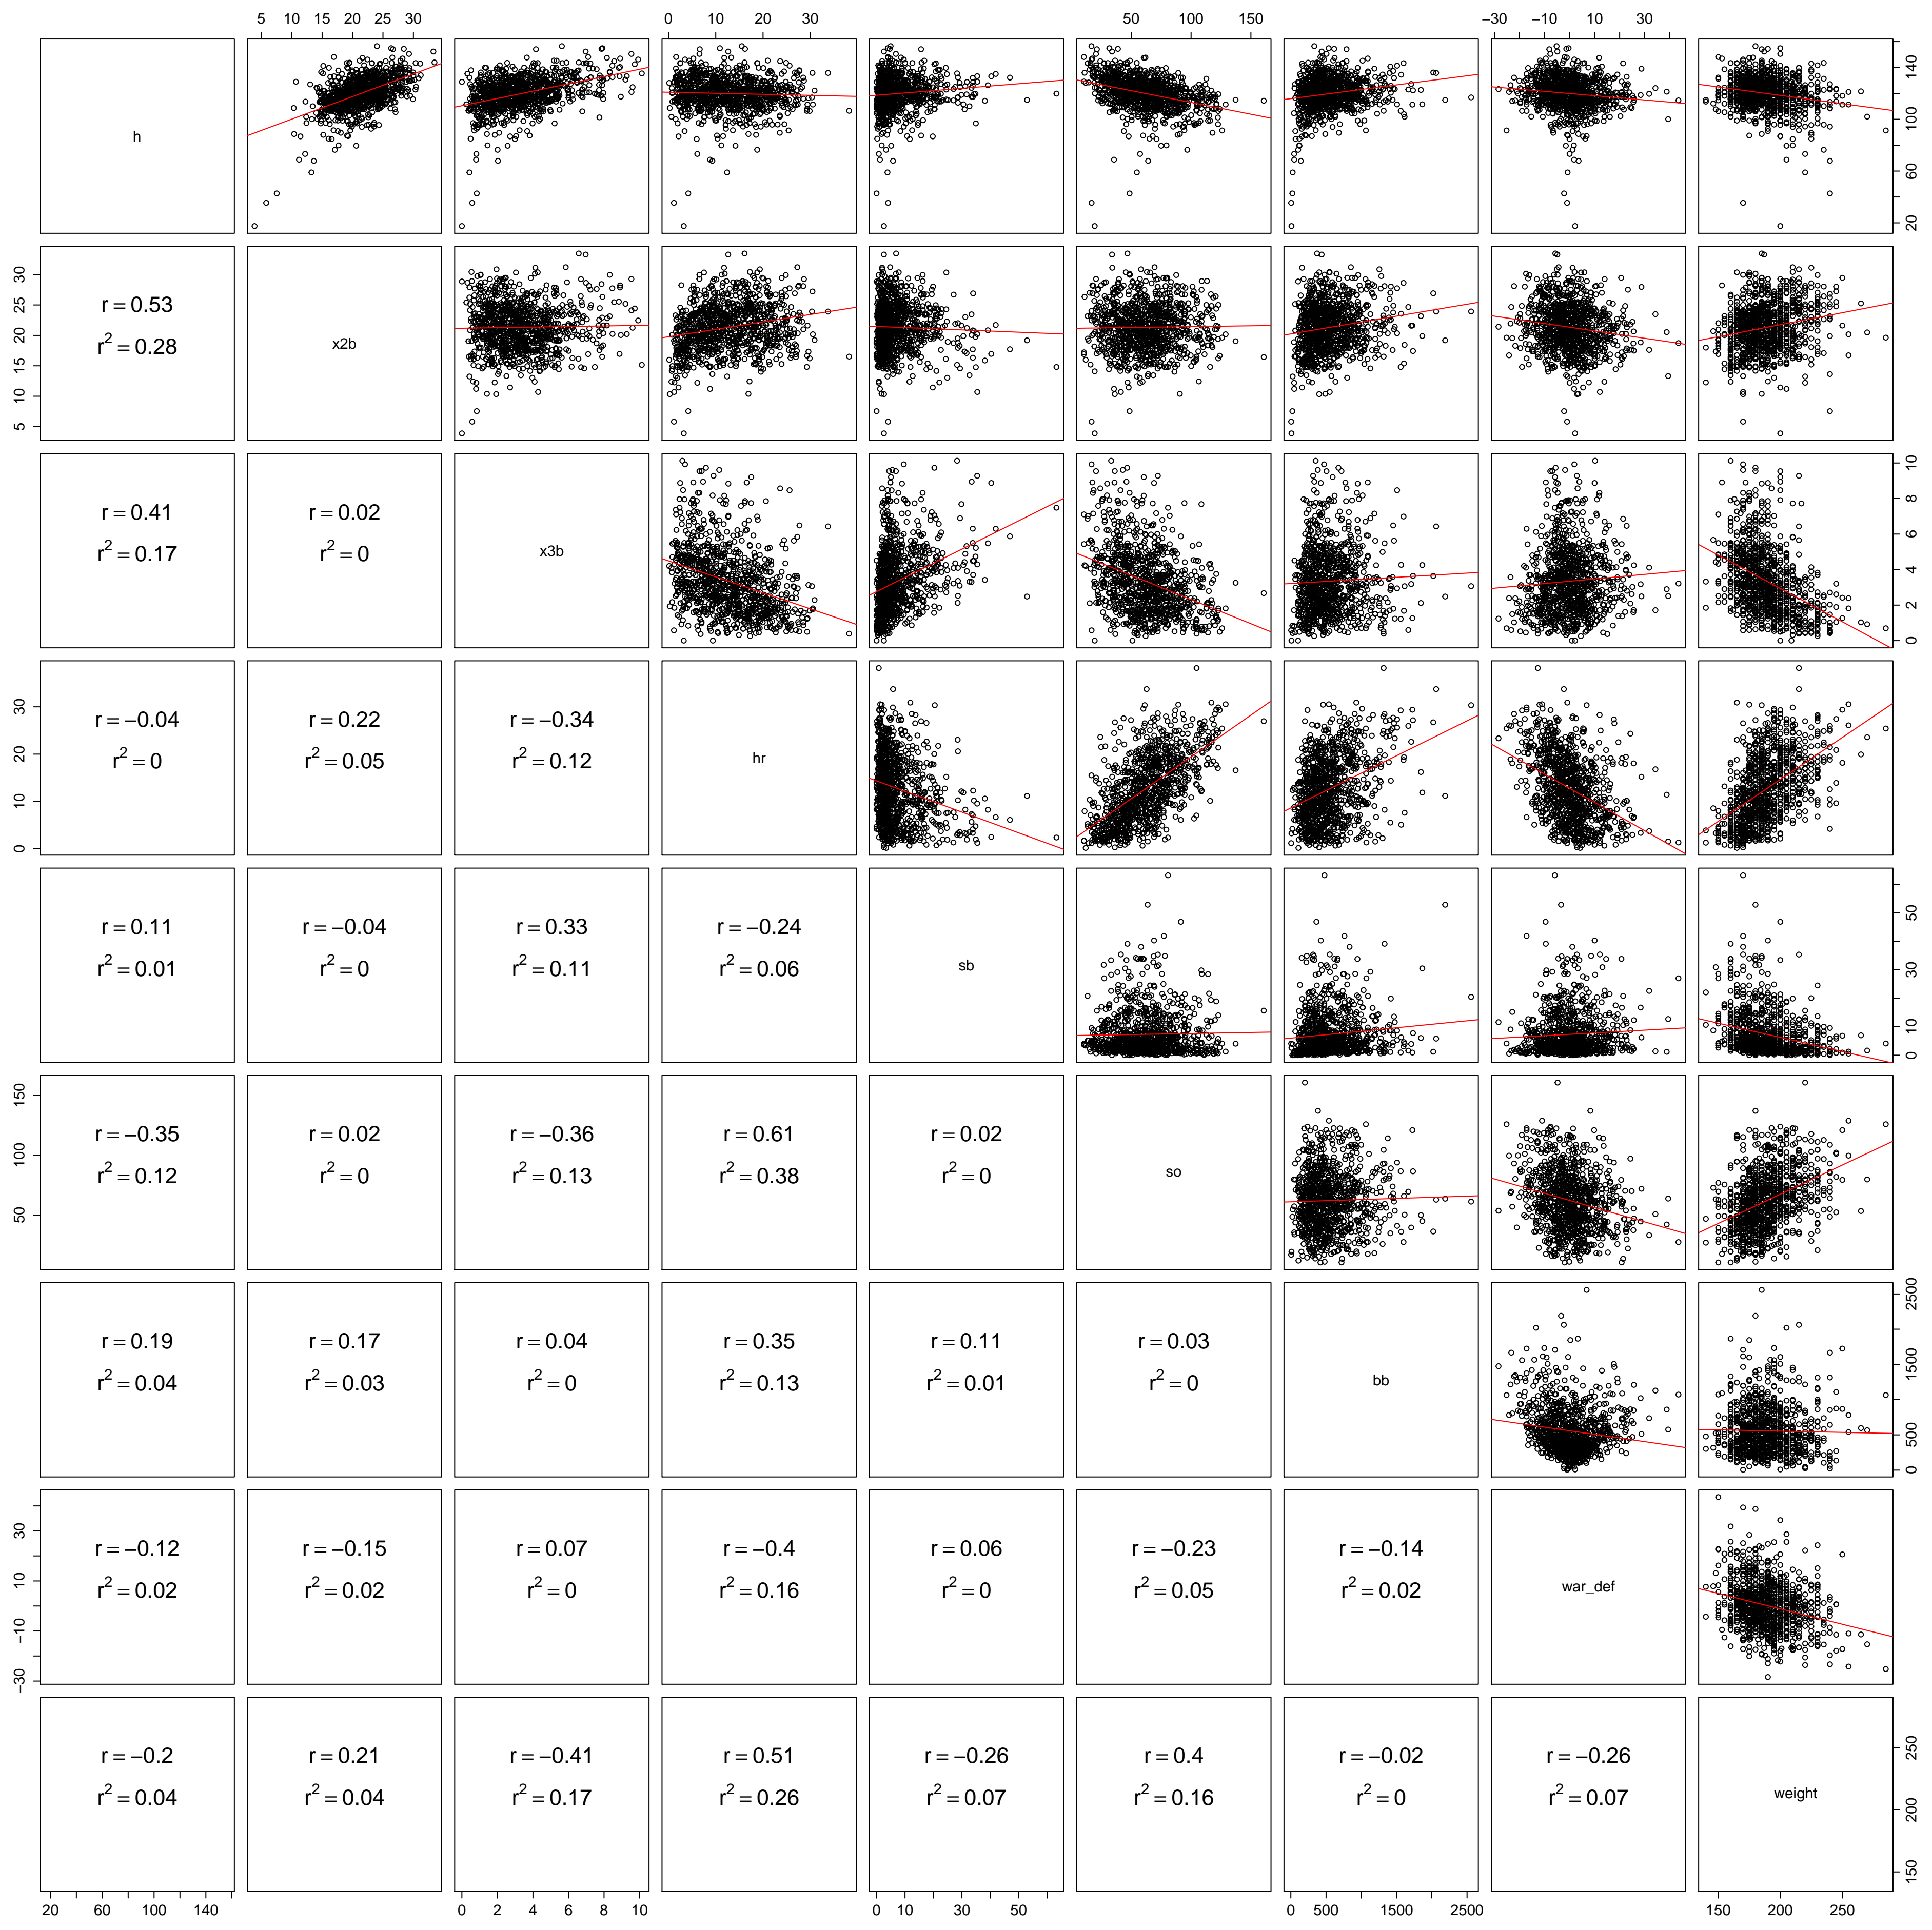 5 10 15 20 25 30
0 10 20 30
50 100 150
−30 −10 10 30
h
20 60 100 140
5 10 15 20 25 30
r = 0.53
r2 = 0.28
x2b
r = 0.41
r2 = 0.17
r = 0.02
r2 = 0
x3b
0 2 4 6 8 10
0 10 20 30
r = −0.04
r2 = 0
r = 0.22
r2 = 0.05
r = −0.34
r2 = 0.12
hr
r = 0.11
r2 = 0.01
r = −0.04
r2 = 0
r = 0.33
r2 = 0.11
r = −0.24
r2 = 0.06
sb
0 10 30 50
50 100 150
r = −0.35
r2 = 0.12
r = 0.02
r2 = 0
r = −0.36
r2 = 0.13
r = 0.61
r2 = 0.38
r = 0.02
r2 = 0
so
r = 0.19
r2 = 0.04
r = 0.17
r2 = 0.03
r = 0.04
r2 = 0
r = 0.35
r2 = 0.13
r = 0.11
r2 = 0.01
r = 0.03
r2 = 0
bb
0 500 1500 2500
−30 −10 10 30
r = −0.12
r2 = 0.02
r = −0.15
r2 = 0.02
r = 0.07
r2 = 0
r = −0.4
r2 = 0.16
r = 0.06
r2 = 0
r = −0.23
r2 = 0.05
r = −0.14
r2 = 0.02
war_def
r = −0.2
r2 = 0.04
r = 0.21
r2 = 0.04
r = −0.41
r2 = 0.17
r = 0.51
r2 = 0.26
r = −0.26
r2 = 0.07
r = 0.4
r2 = 0.16
r = −0.02
r2 = 0
r = −0.26
r2 = 0.07
weight
150 200 250
20 60 100 140
0 2 4 6 8 10
0 10 30 50
0 500 1500 2500
150 200 250